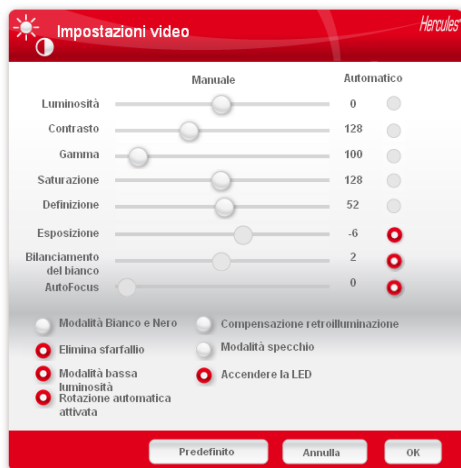 Impostazioni video
Hercules
Manuale
Automatico
Luminosità
0
Contrasto
128
Gamma
100
Saturazione
128
Definizione
52
Esposizione
-6
Bilanciamento
del bianco
2
AutoFocus
0
Modalità Bianco e Nero
Compensazione retroilluminazione
Elimina sfarfallio
Modalità specchio
Modalità bassa
luminosità
Accendere la LED
Rotazione automatica
attivata
Predefinito
Annulla
OK